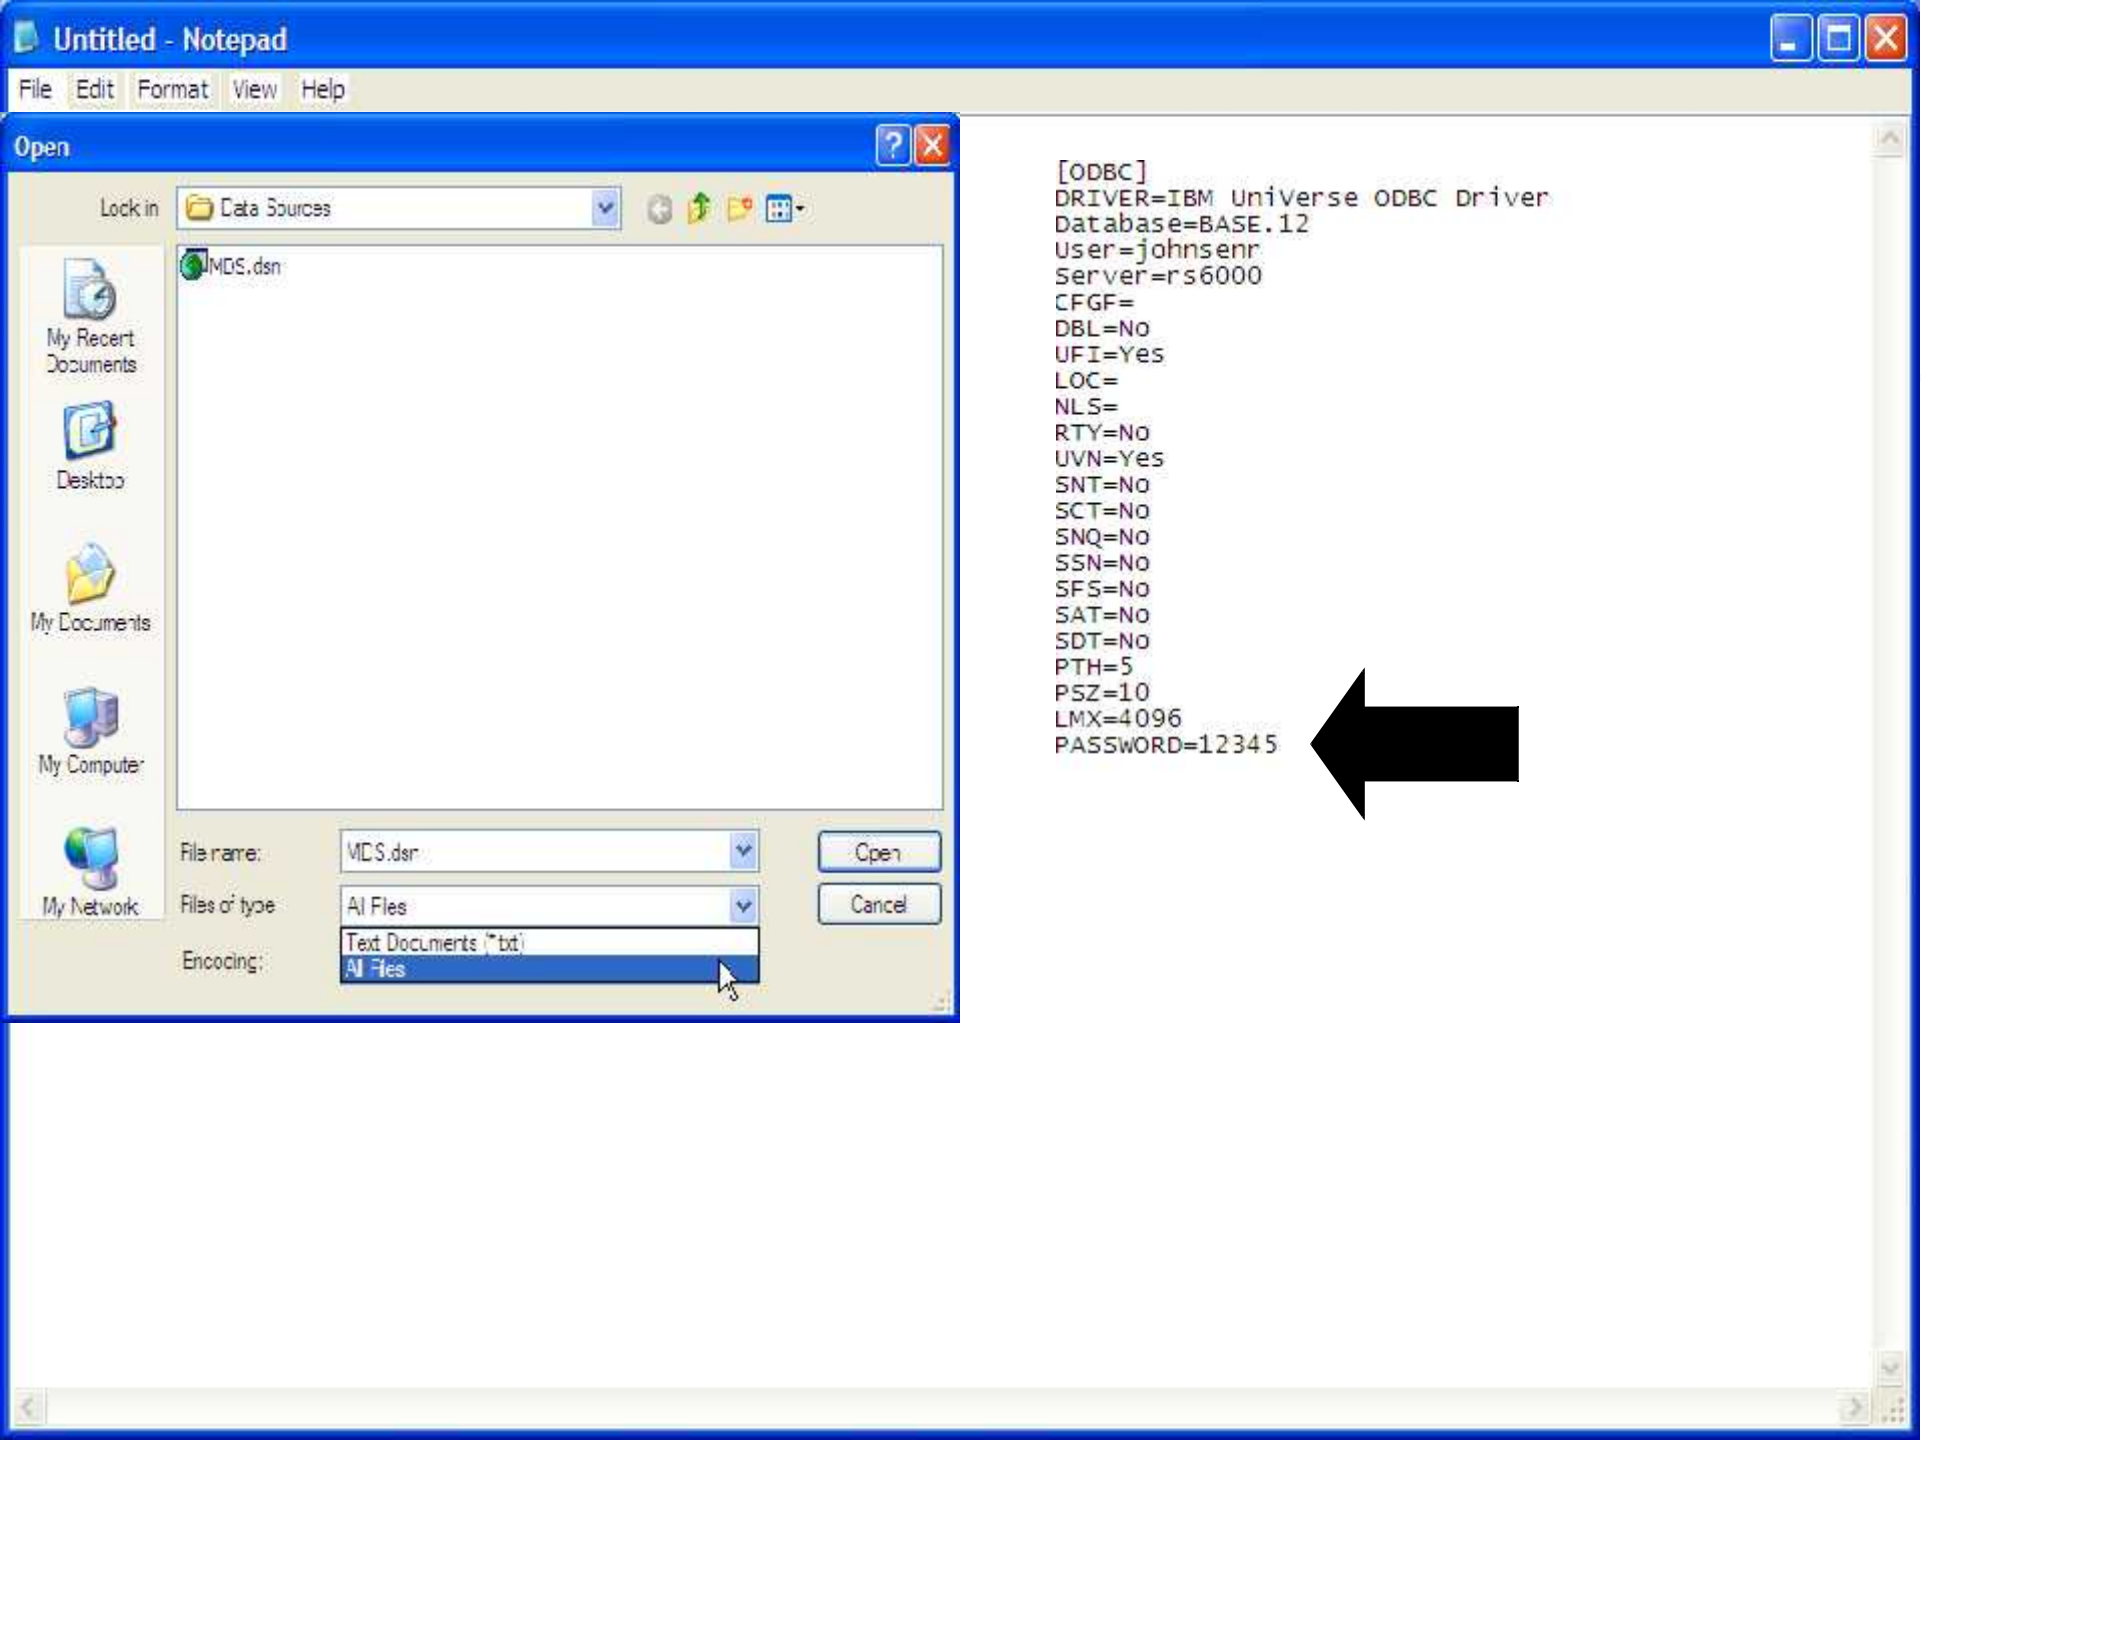 Untitled - Notepad
File Edit Format View Help
Open
Look in
Data Sources
MDS.dsn
My Recent
Documents
Desktop
My Documents
My Computer
My Network
File name:
MDS.dsn
Open
Files of type
All Files
Cancel
Text Documents (*.txt)
Encoding:
All Files
[ODBC]
DRIVER=IBM UniVerse ODBC Driver
Database=BASE.12
User=johnsenr
Server=rs6000
CFGF=
DBL=No
UFI=Yes
LOC=
NLS=
RTY=No
UVN=Yes
SNT=No
SCT=No
SNQ=No
SSN=No
SFS=No
SAT=No
SDT=No
PTH=5
PSZ=10
LMX=4096
PASSWORD=12345